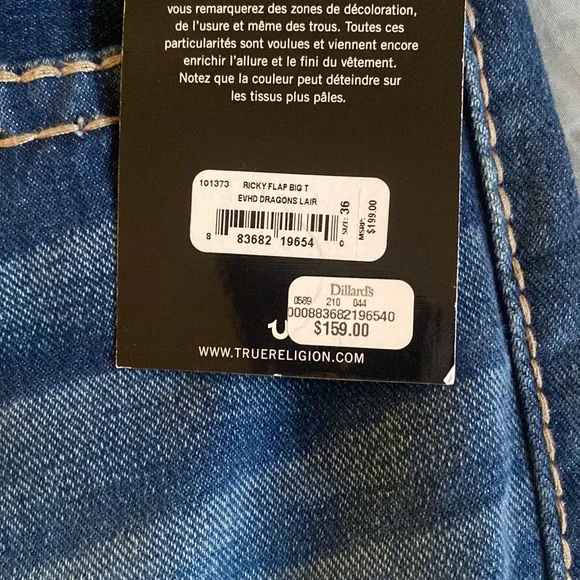 vous remarquerez des zones de décoloration,
de l'usure et même des trous. Toutes ces
particularités sont voulues et viennent encore
enrichir l'allure et le fini du vêtement.
Notez que la couleur peut déteindre sur
les tissus plus pâles.
101373 RICKY FLAP BIG T
EVHD DRAGONS LAIR
8 83682 19654 0
SIZE: 36
MSRP:
$199.00
Dillard's
0589 210 044
000883682196540
$159.00
WWW.TRUERELIGION.COM